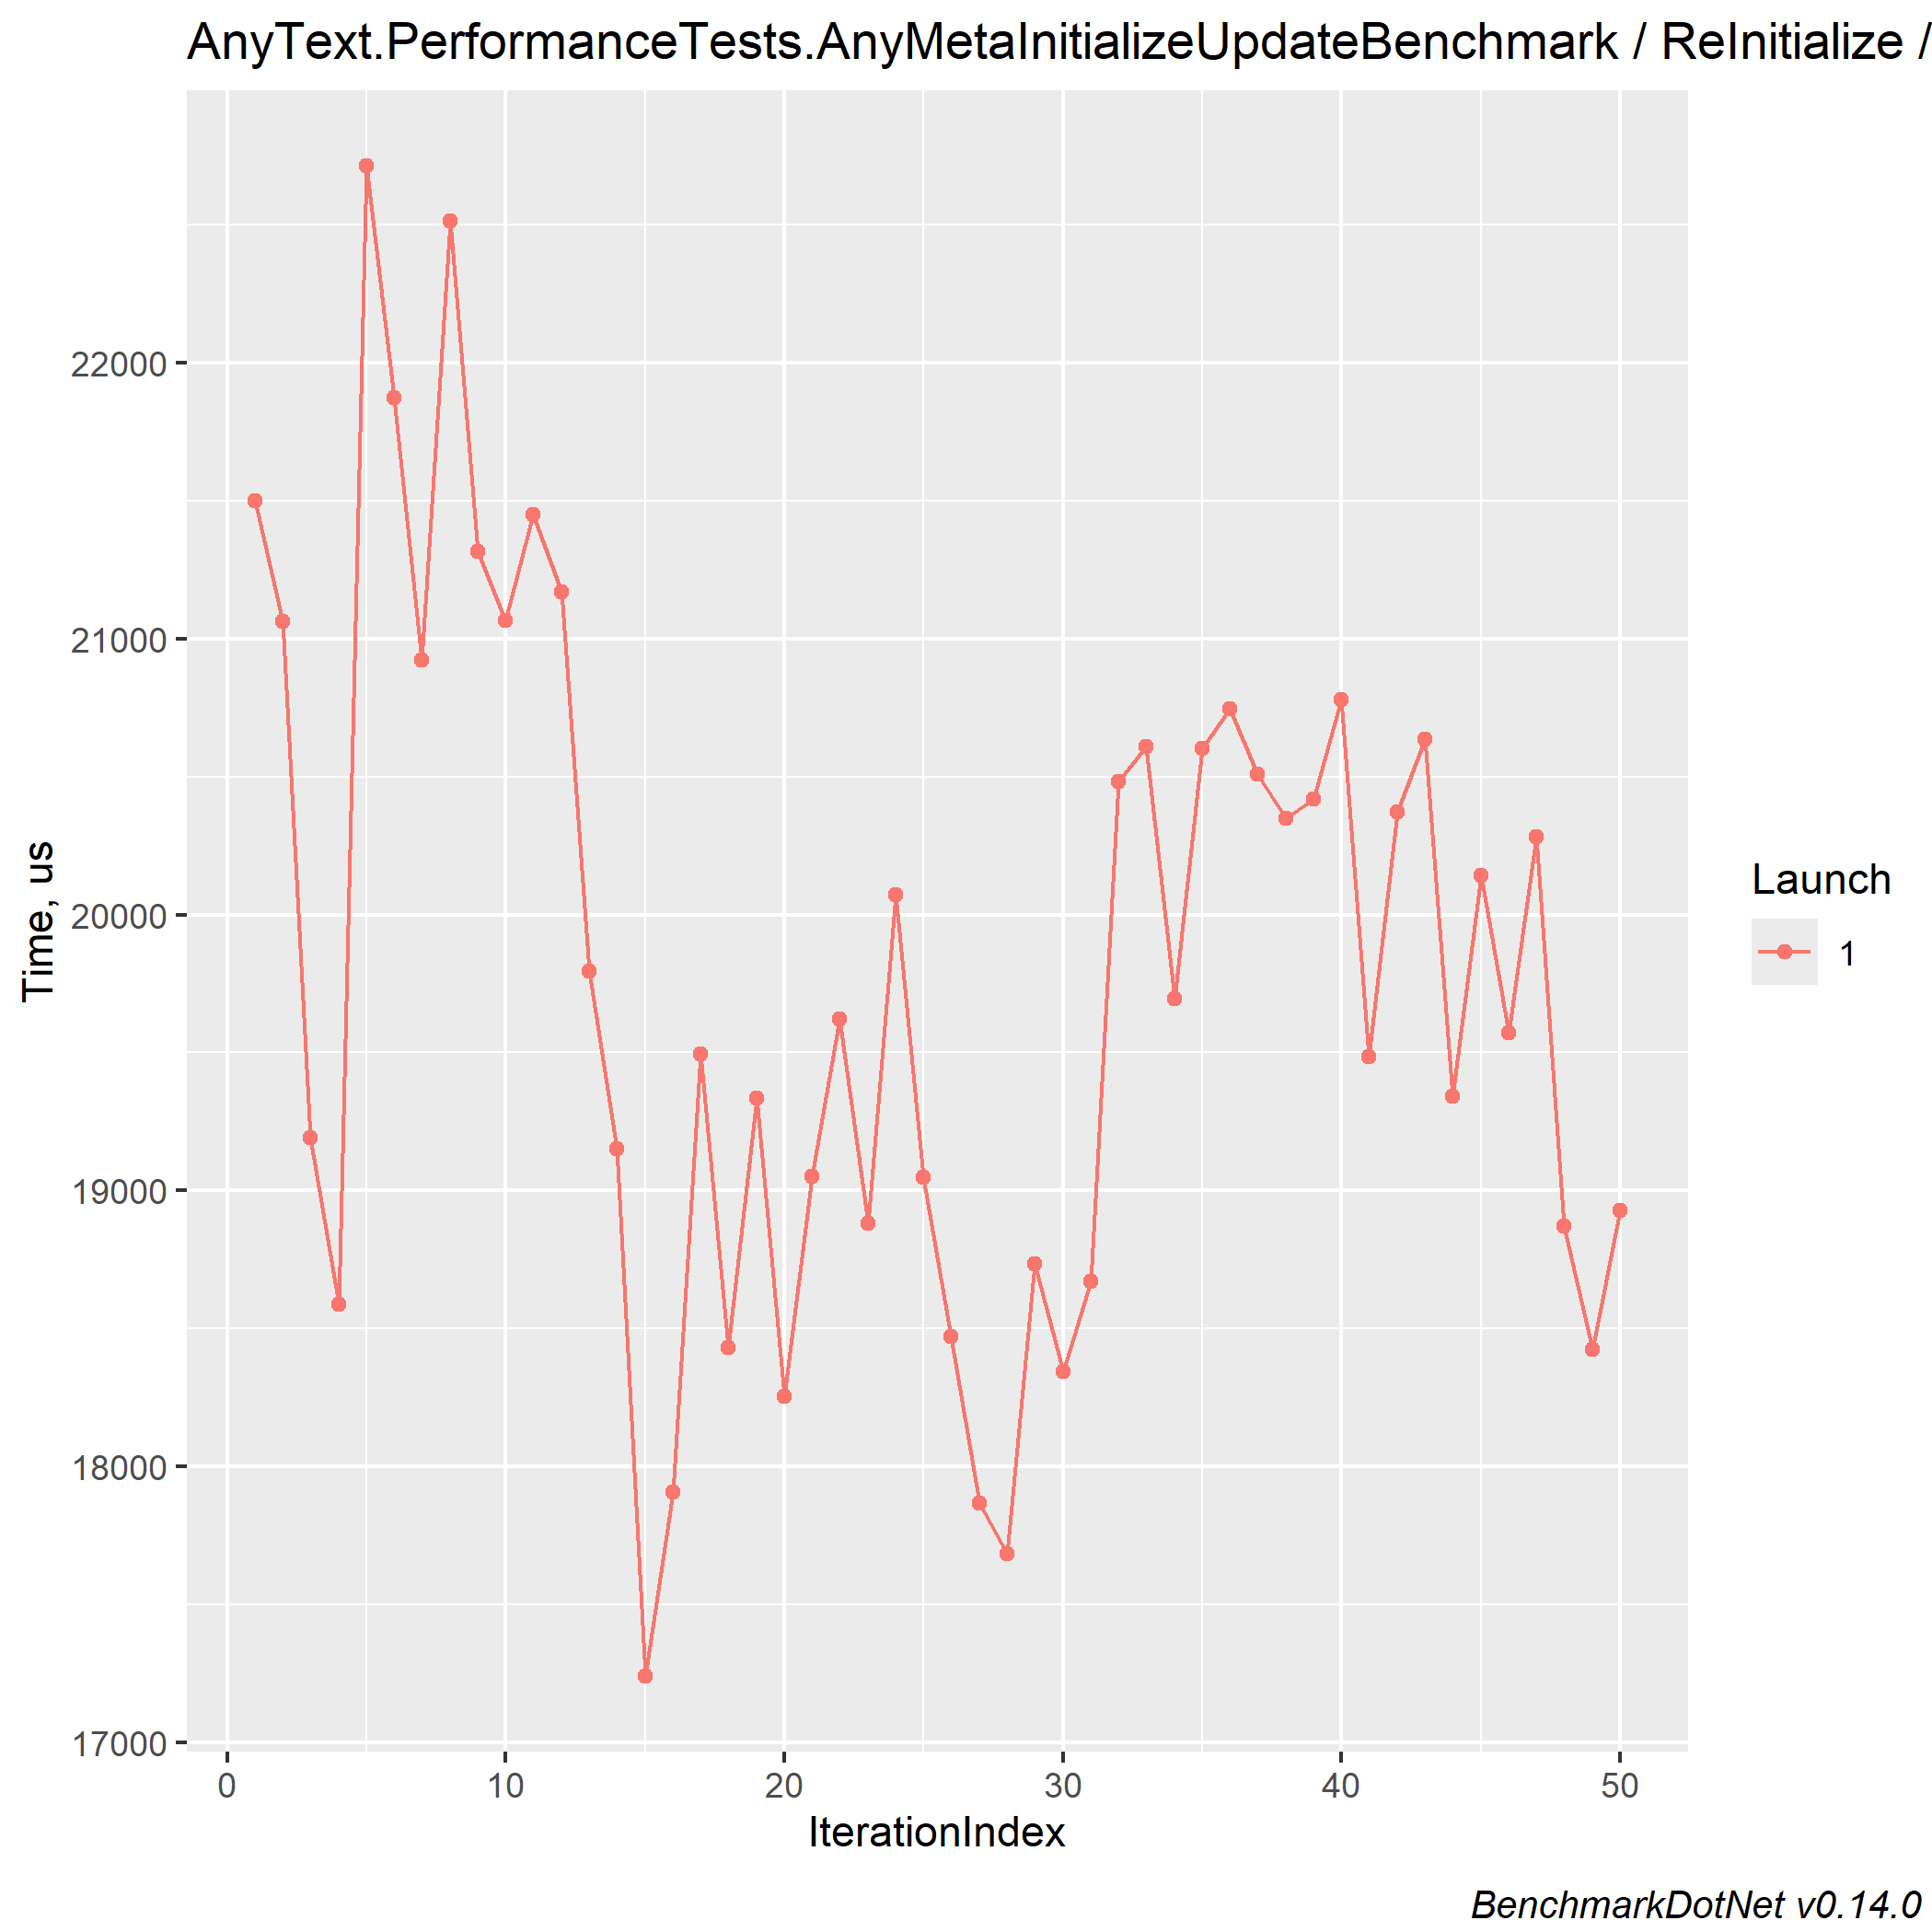 AnyText.PerformanceTests.AnyMetaInitializeUpdateBenchmark / ReInitialize /
22000
21000
20000
19000
18000
17000
Time, us
0 10 20 30 40 50
IterationIndex
Launch
1
BenchmarkDotNet v0.14.0